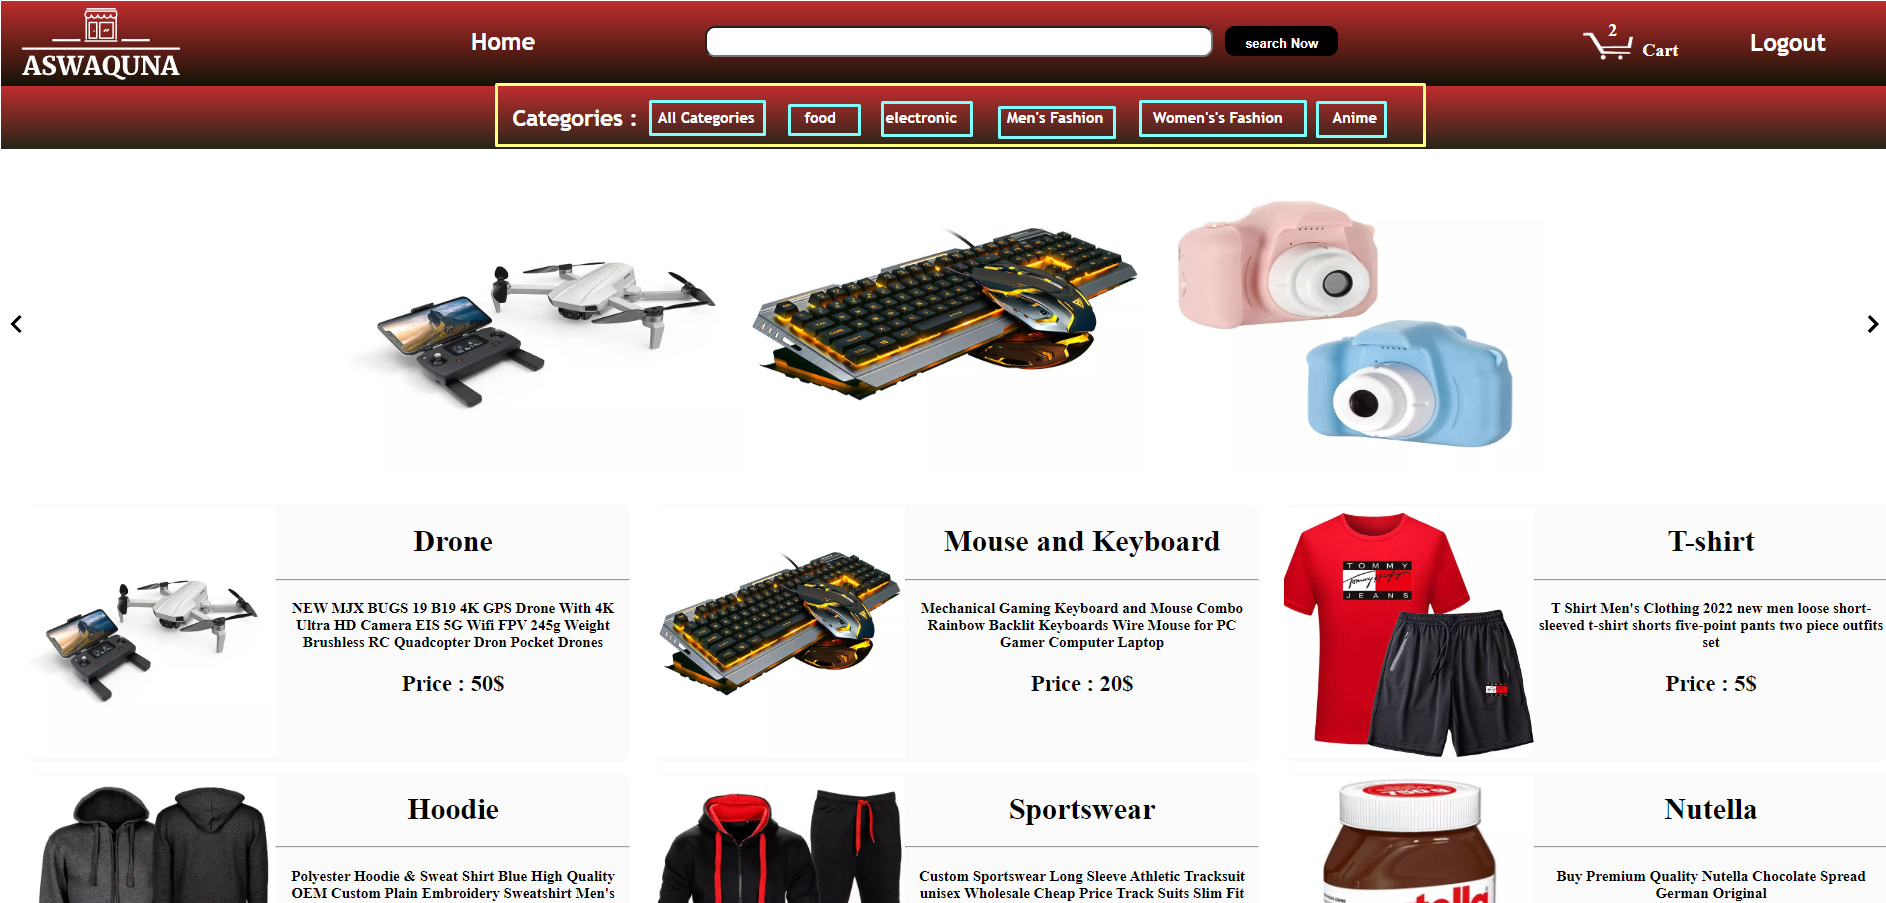 ASWAQUNA
Home
search Now
2
Cart
Logout
Categories :
All Categories
food
electronic
Men's Fashion
Women's's Fashion
Anime
Drone
NEW MJX BUGS 19 B19 4K GPS Drone With 4K
Ultra HD Camera EIS 5G Wifi FPV 245g Weight
Brushless RC Quadcopter Dron Pocket Drones
Price : 50$
Mouse and Keyboard
Mechanical Gaming Keyboard and Mouse Combo
Rainbow Backlit Keyboards Wire Mouse for PC
Gamer Computer Laptop
Price : 20$
TOMMY
JEANS
T-shirt
T Shirt Men's Clothing 2022 new men loose short-
sleeved t-shirt shorts five-point pants two piece outfits
set
Price : 5$
Hoodie
Polyester Hoodie & Sweat Shirt Blue High Quality
OEM Custom Plain Embroidery Sweatshirt Men's
Sportswear
Custom Sportswear Long Sleeve Athletic Tracksuit
unisex Wholesale Cheap Price Track Suits Slim Fit
Nutella
Buy Premium Quality Nutella Chocolate Spread
German Original